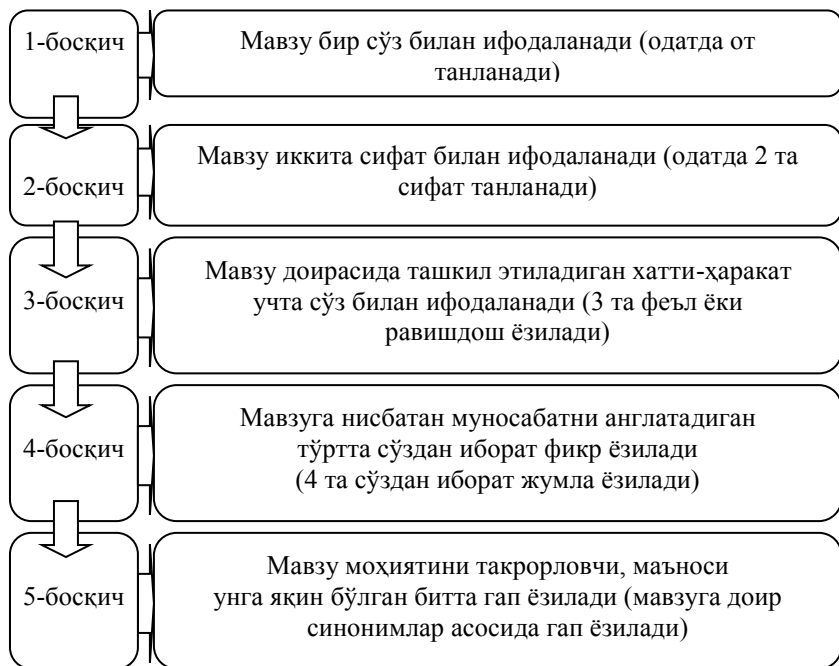 1-босқич
Мавзу бир сўз билан ифодаланади (одатда от
танланади)
2-босқич
Мавзу иккита сифат билан ифодаланади (одатда 2 та
сифат танланади)
3-босқич
Мавзу доирасида ташкил этиладиган хатти-ҳаракат
учта сўз билан ифодаланади (3 та феъл ёки
равишдош ёзилади)
4-босқич
Мавзуга нисбатан муносабатни англатадиган
тўртта сўздан иборат фикр ёзилади
(4 та сўздан иборат жумла ёзилади)
5-босқич
Мавзу моҳиятини такрорловчи, маъноси
унга яқин бўлган битта гап ёзилади (мавзуга доир
синонимлар асосида гап ёзилади)